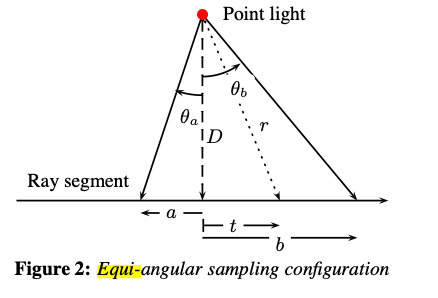 Point light
θb
θa
r
D
Ray segment
a
t
b
Figure 2: Equi-angular sampling configuration